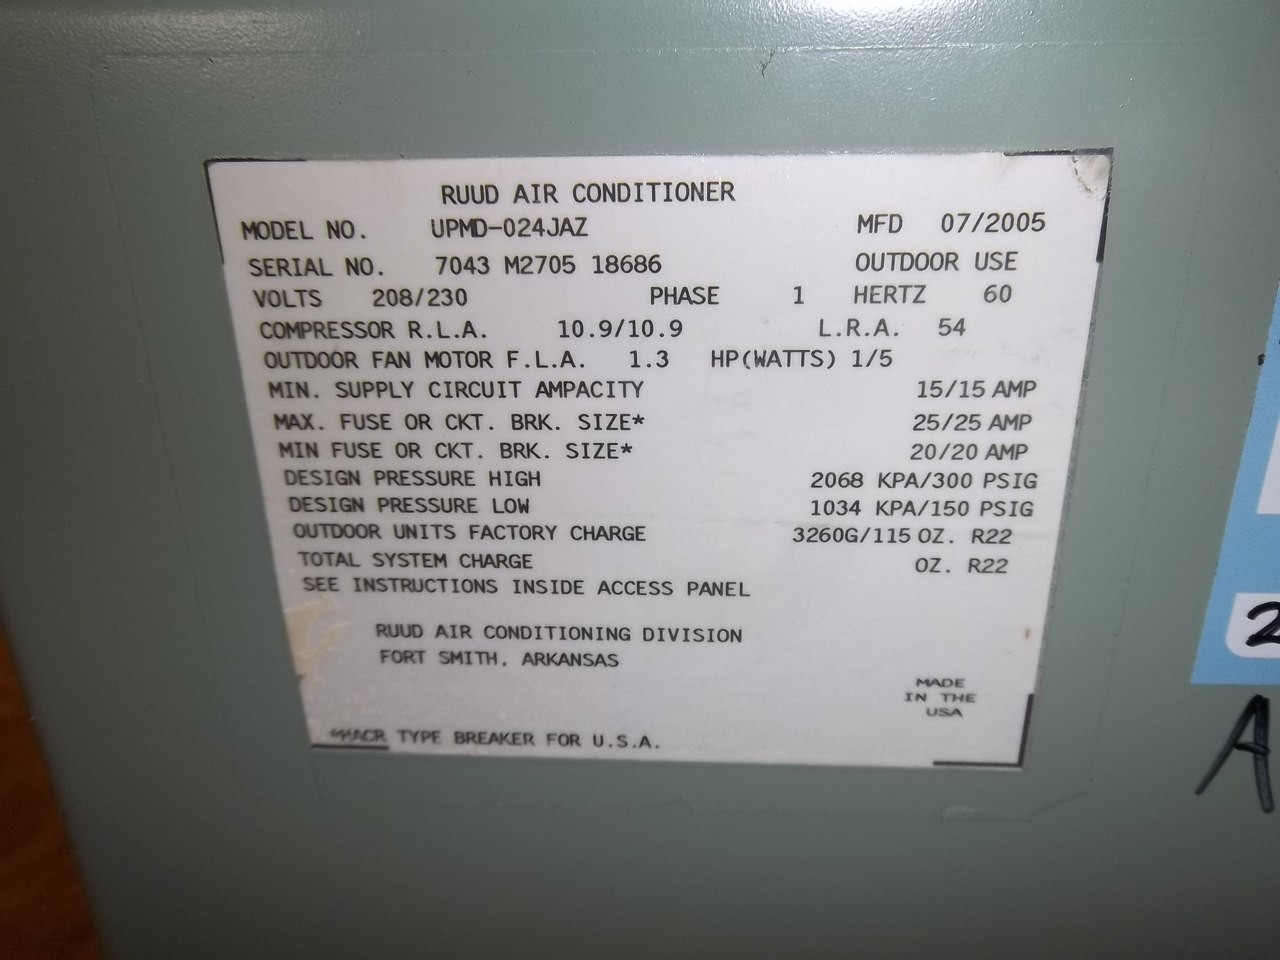 RUUD AIR CONDITIONER
MODEL NO. UPMD-024JAZ MFD 07/2005
SERIAL NO. 7043 M2705 18686 OUTDOOR USE
VOLTS 208/230 PHASE 1 HERTZ 60
COMPRESSOR R.L.A. 10.9/10.9 L.R.A. 54
OUTDOOR FAN MOTOR F.L.A. 1.3 HP(WATTS) 1/5
MIN. SUPPLY CIRCUIT AMPACITY 15/15 AMP
MAX. FUSE OR CKT. BRK. SIZE* 25/25 AMP
MIN FUSE OR CKT. BRK. SIZE* 20/20 AMP
DESIGN PRESSURE HIGH 2068 KPA/300 PSIG
DESIGN PRESSURE LOW 1034 KPA/150 PSIG
OUTDOOR UNITS FACTORY CHARGE 3260G/115 OZ. R22
TOTAL SYSTEM CHARGE OZ. R22
SEE INSTRUCTIONS INSIDE ACCESS PANEL
RUUD AIR CONDITIONING DIVISION
FORT SMITH, ARKANSAS
MADE
IN THE
USA
*HACR TYPE BREAKER FOR U.S.A.
2
A